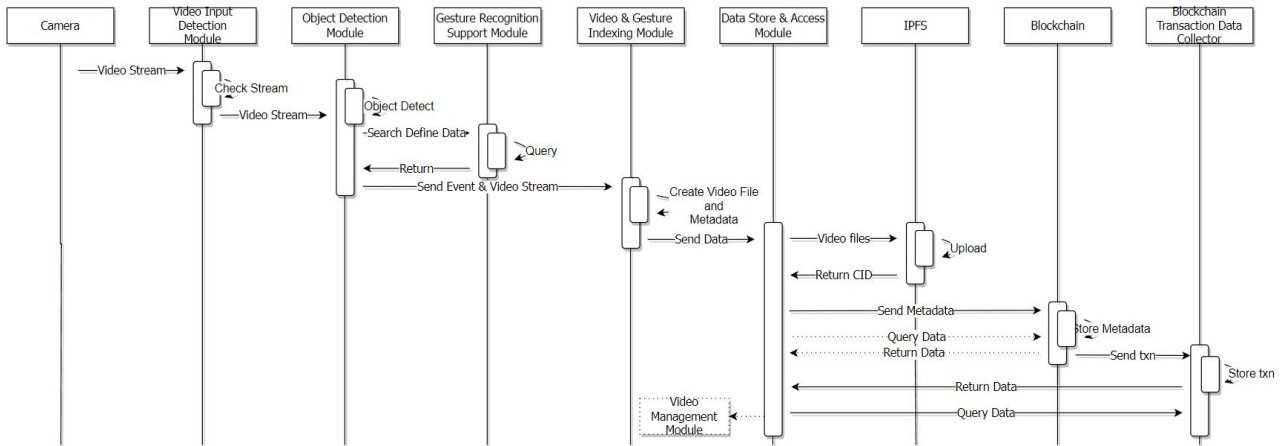 Camera
Video Input
Detection
Module
Object Detection
Module
Gesture Recognition
Support Module
Video & Gesture
Indexing Module
Data Store & Access
Module
IPFS
Blockchain
Blockchain
Transaction Data
Collector
Video Stream
Check Stream
Video Stream
Object Detect
Search Define Data
Query
Return
Send Event & Video Stream
Create Video File
and
Metadata
Send Data
Video files
Upload
Return CID
Send Metadata
Store Metadata
Query Data
Return Data
Send txn
Store txn
Return Data
Query Data
Video
Management
Module